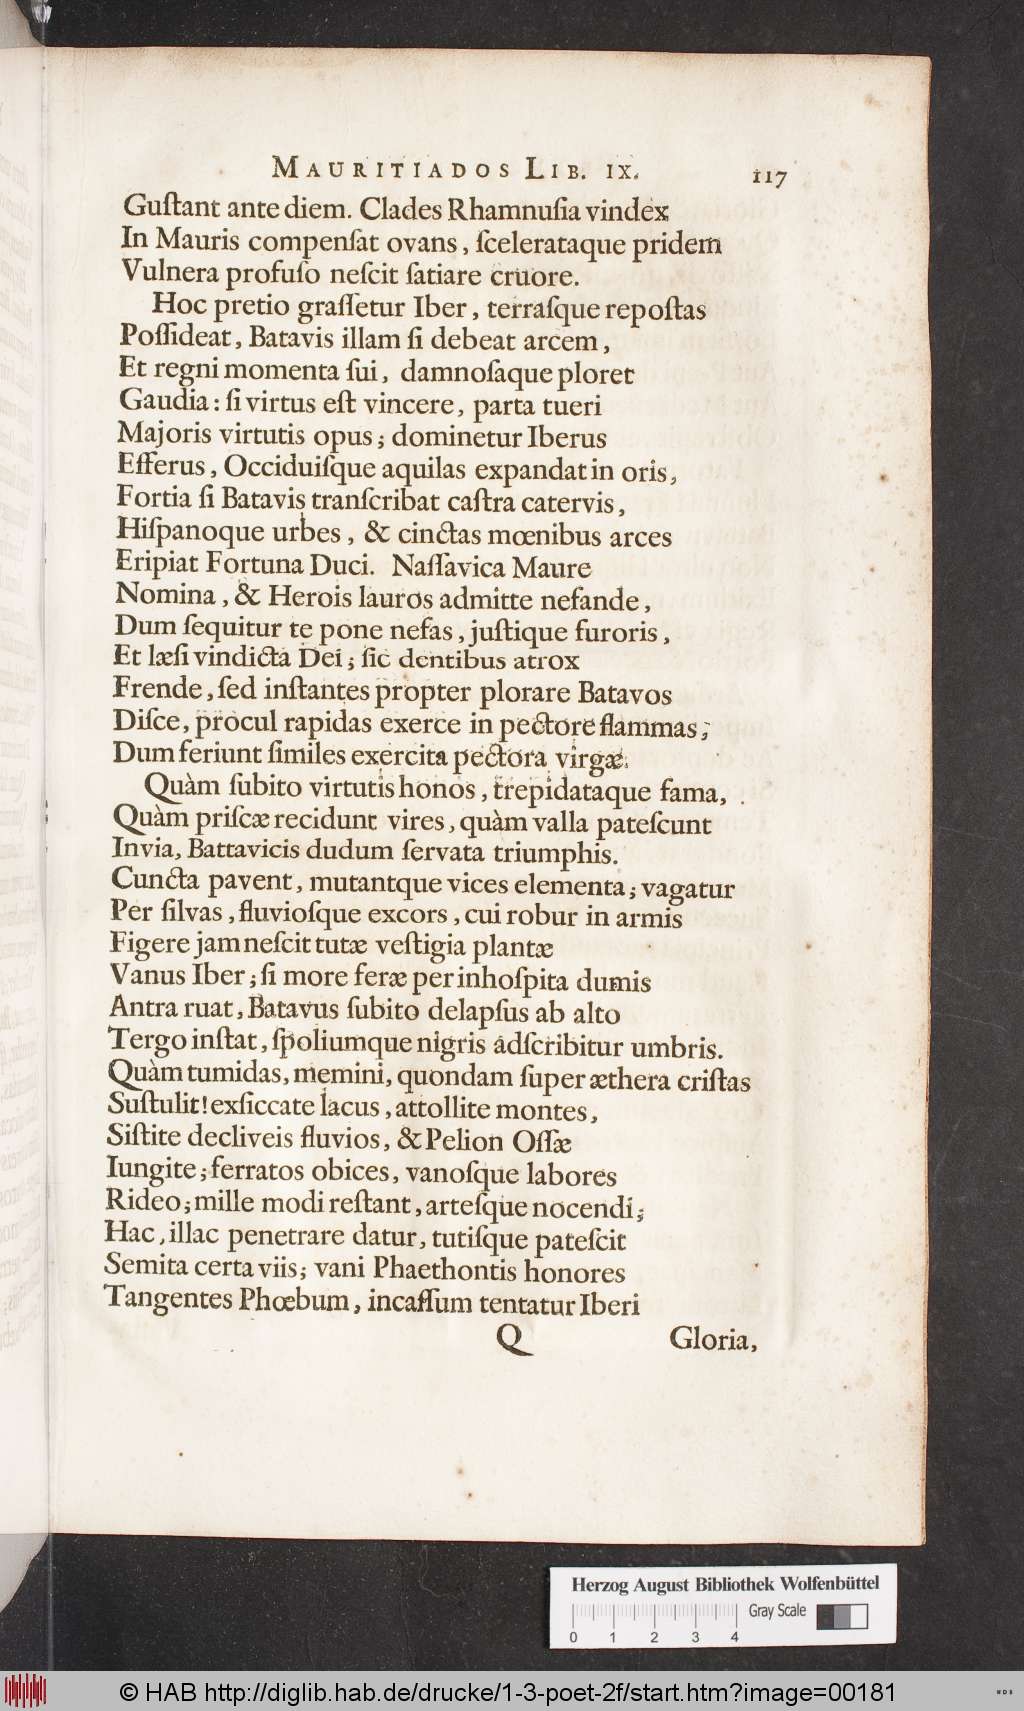 MAURITIADOS LIB. IX. 117
Guſtant ante diem. Clades Rhamnuſia vindex
In Mauris compenſat ovans, ſcelerataque pridem
Vulnera profuſo neſcit ſatiare cruore.
Hoc pretio graſſetur Iber, terraſque repoſtas
Poſſideat, Batavis illam ſi debeat arcem,
Et regni momenta ſui, damnoſaque ploret
Gaudia: ſi virtus eſt vincere, parta tueri
Majoris virtutis opus; dominetur Iberus
Efferus, Occiduiſque aquilas expandat in oris,
Fortia ſi Batavis tranſcribat caſtra catervis,
Hiſpanoque urbes, & cinctas mœnibus arces
Eripiat Fortuna Duci. Naſſavica Maure
Nomina, & Herois lauros admitte nefande,
Dum ſequitur te pone nefas, juſtique furoris,
Et læſi vindicta Dei; ſic dentibus atrox
Frende, ſed inſtantes propter plorare Batavos
Diſce, procul rapidas exerce in pectore flammas;
Dum feriunt ſimiles exercita pectora virgæ.
Quàm ſubito virtutis honos, trepidataque fama,
Quàm priſcæ recidunt vires, quàm valla pateſcunt
Invia, Battavicis dudum ſervata triumphis.
Cuncta pavent, mutantque vices elementa; vagatur
Per ſilvas, fluvioſque excors, cui robur in armis
Figere jam neſcit tutæ veſtigia plantæ
Vanus Iber; ſi more feræ per inhoſpita dumis
Antra ruat, Batavus ſubito delapſus ab alto
Tergo inſtat, ſpoliumque nigris adſcribitur umbris.
Quàm tumidas, memini, quondam ſuper æthera criſtas
Suſtulit! exſiccate lacus, attollite montes,
Siſtite decliveis fluvios, & Pelion Oſſæ
Iungite; ferratos obices, vanoſque labores
Rideo; mille modi reſtant, arteſque nocendi;
Hac, illac penetrare datur, tutiſque pateſcit
Semita certa viis; vani Phaethontis honores
Tangentes Phœbum, incaſſum tentatur Iberi
Q Gloria,
Herzog August Bibliothek Wolfenbüttel
Gray Scale
0 1 2 3 4
© HAB http://diglib.hab.de/drucke/1-3-poet-2f/start.htm?image=00181